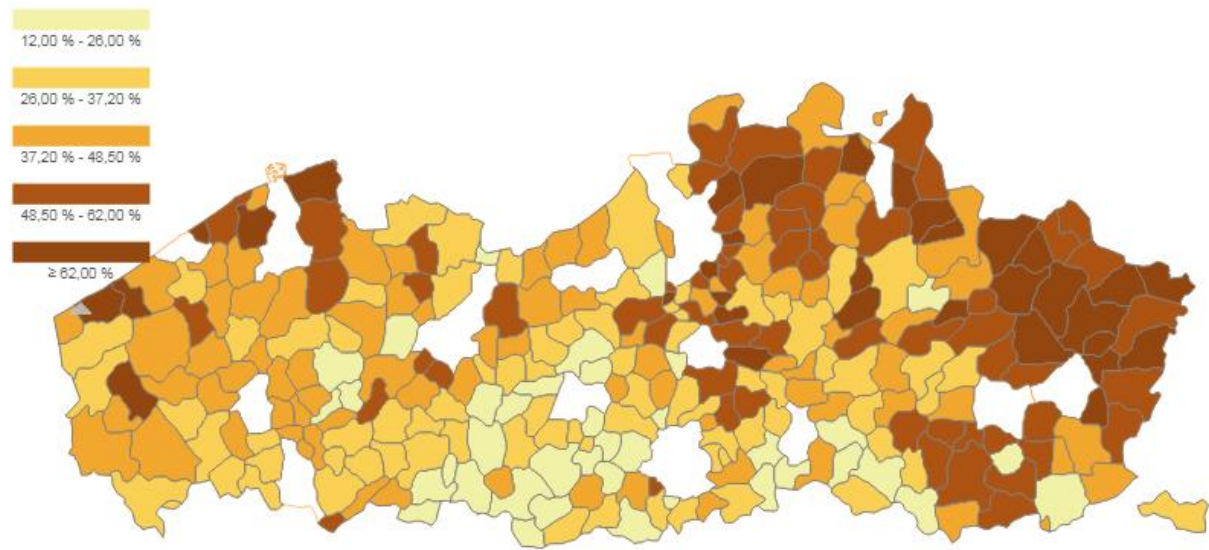 12,00 % - 26,00 %
26,00 % - 37,20 %
37,20 % - 48,50 %
48,50 % - 62,00 %
≥ 62,00 %